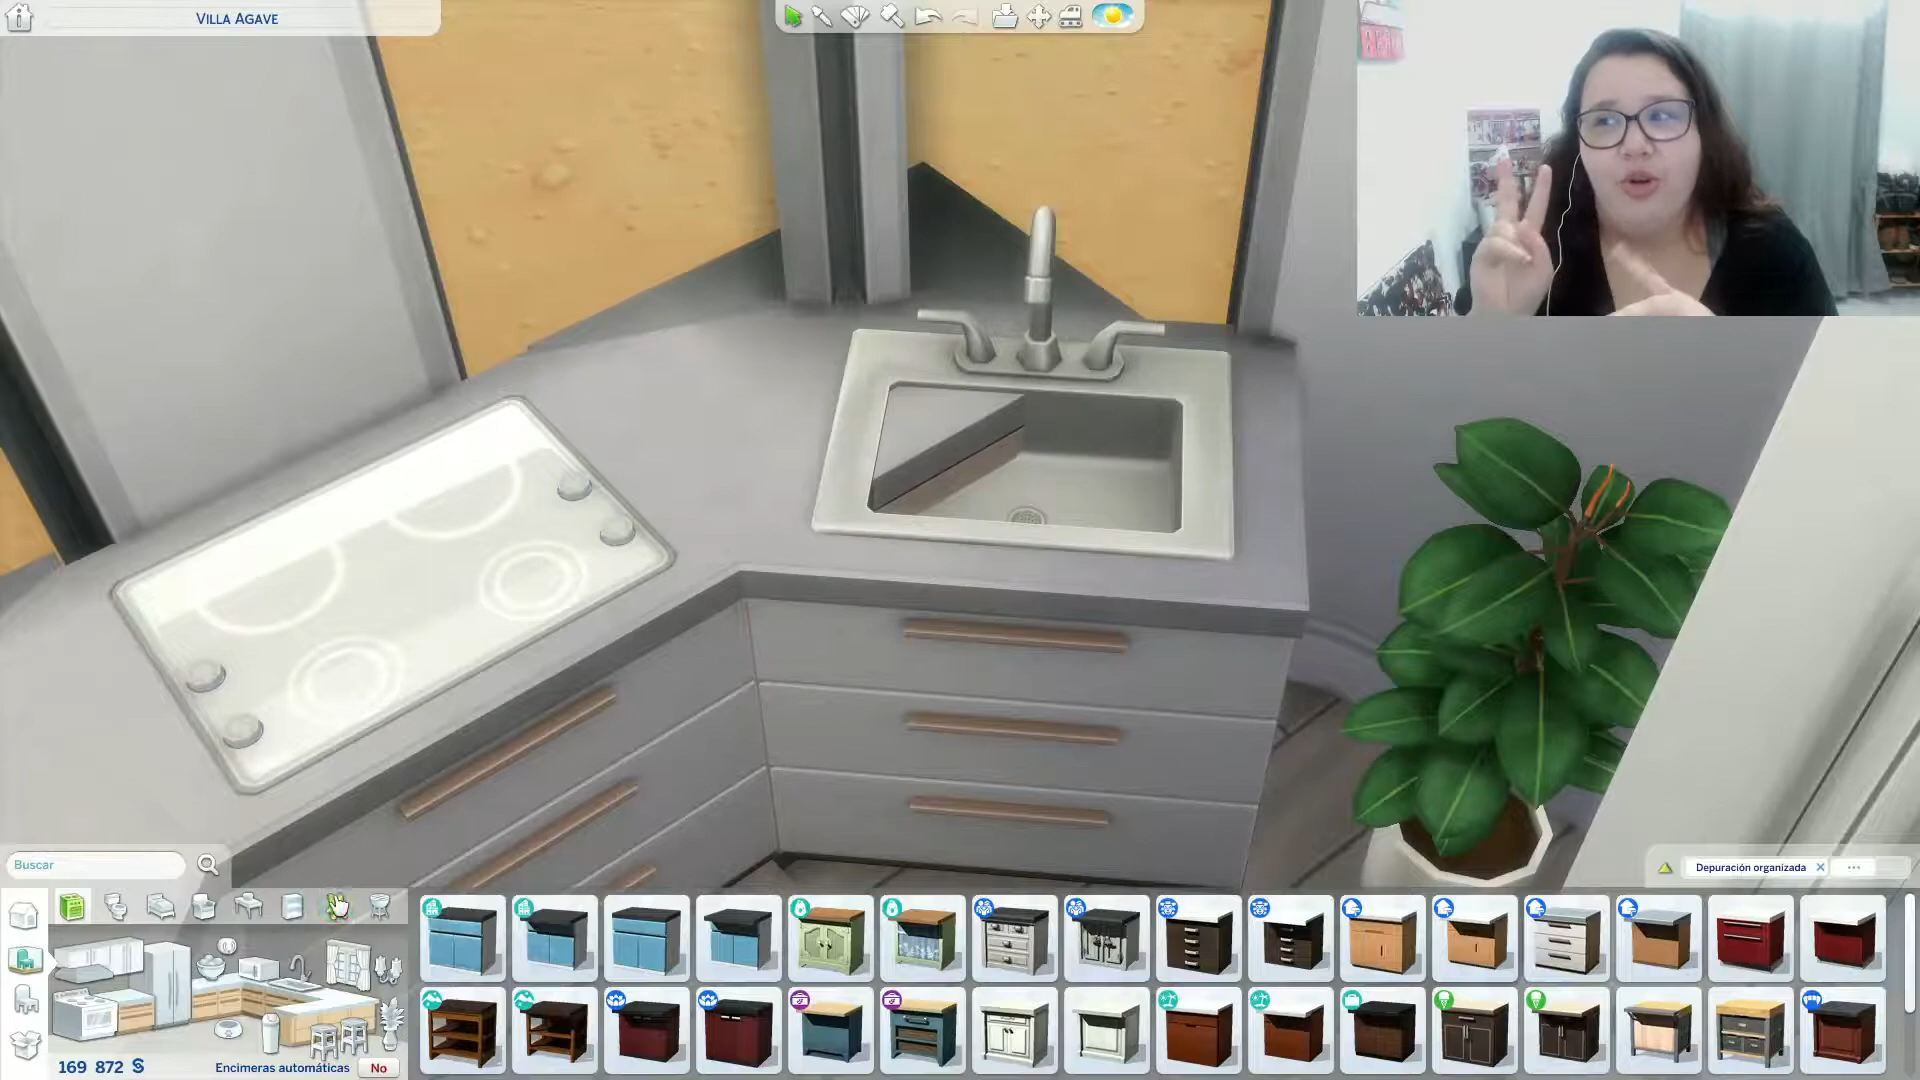 VILLA AGAVE
Buscar
Depuración organizada
169 872 $
Encimeras automáticas No